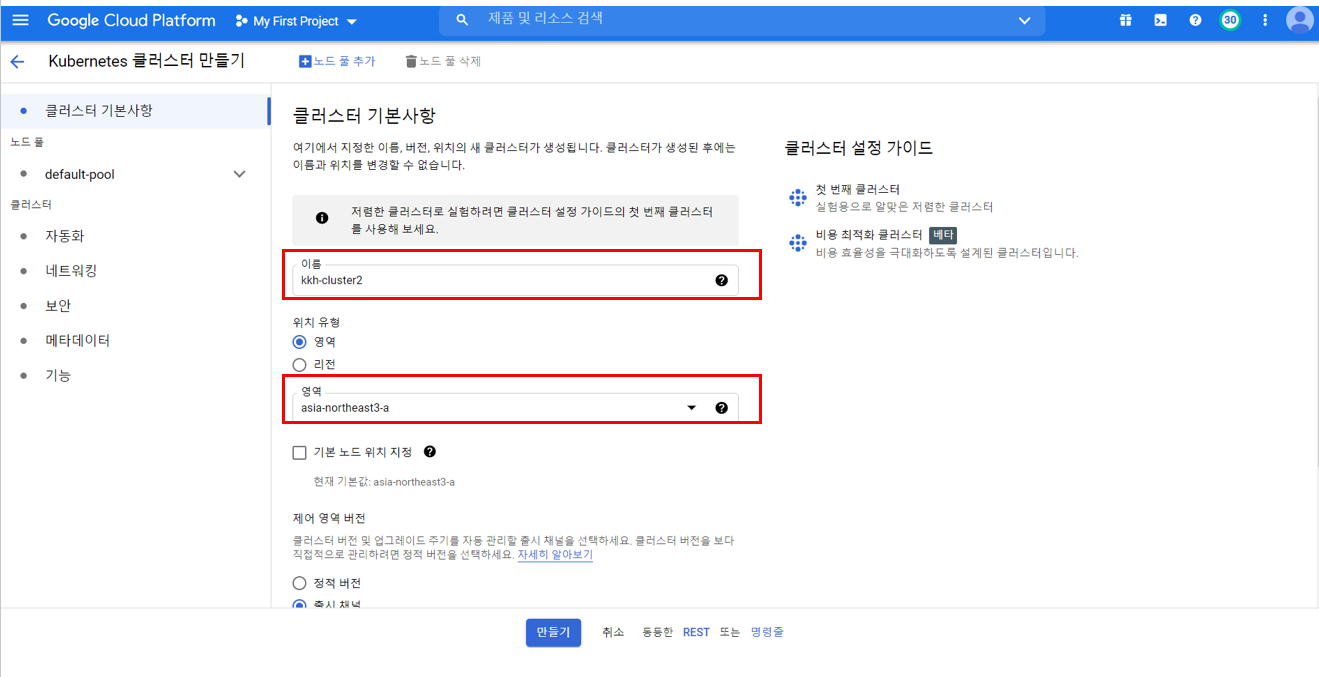 Google Cloud Platform My First Project 제품 및 리소스 검색 30
Kubernetes 클러스터 만들기 노드 풀 추가 노드 풀 삭제
클러스터 기본사항
노드 풀
default-pool
클러스터
자동화
네트워킹
보안
메타데이터
기능
클러스터 기본사항
여기에서 지정한 이름, 버전, 위치의 새 클러스터가 생성됩니다. 클러스터가 생성된 후에는
이름과 위치를 변경할 수 없습니다.
저렴한 클러스터로 실험하려면 클러스터 설정 가이드의 첫 번째 클러스터
를 사용해 보세요.
이름
kkh-cluster2
위치 유형
영역
리전
영역
asia-northeast3-a
기본 노드 위치 지정
현재 기본값: asia-northeast3-a
제어 영역 버전
클러스터 버전 및 업그레이드 주기를 자동 관리할 출시 채널을 선택하세요. 클러스터 버전을 보다
직접적으로 관리하려면 정적 버전을 선택하세요. 자세히 알아보기
정적 버전
출시 채널
클러스터 설정 가이드
첫 번째 클러스터
실험용으로 알맞은 저렴한 클러스터
비용 최적화 클러스터 베타
비용 효율성을 극대화하도록 설계된 클러스터입니다.
만들기 취소 동등한 REST 또는 명령줄